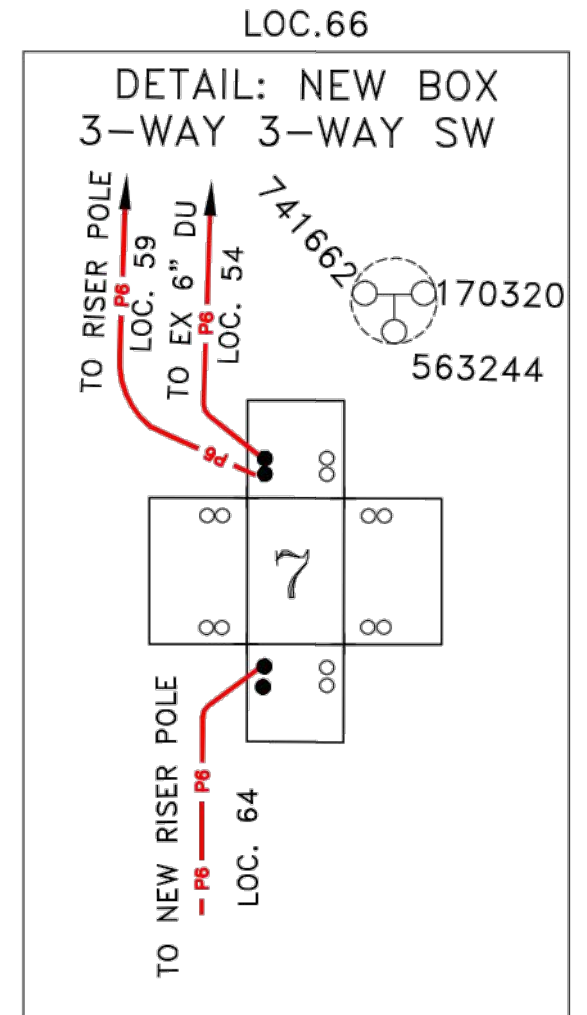 LOC.66
DETAIL: NEW BOX
3-WAY 3-WAY SW
TO RISER POLE
LOC. 59
TO EX 6" DU
LOC. 54
741662
170320
563244
P6
P6
P6
7
P6
P6
TO NEW RISER POLE
LOC. 64